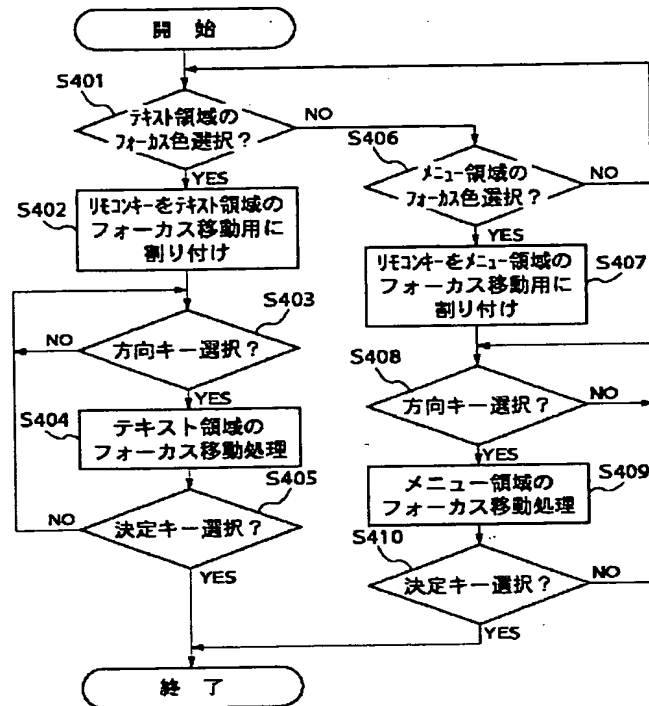 開 始
S401
テキスト領域の
フォーカス色選択？
NO
YES
S406
メニュー領域の
フォーカス色選択？
NO
YES
S402
リモコンキーをテキスト領域の
フォーカス移動用に
割り付け
リモコンキーをメニュー領域の
フォーカス移動用に
割り付け
S407
S403
方向キー選択？
NO
YES
S408
方向キー選択？
NO
YES
S404
テキスト領域の
フォーカス移動処理
メニュー領域の
フォーカス移動処理
S409
S405
決定キー選択？
NO
YES
S410
決定キー選択？
NO
YES
終 了